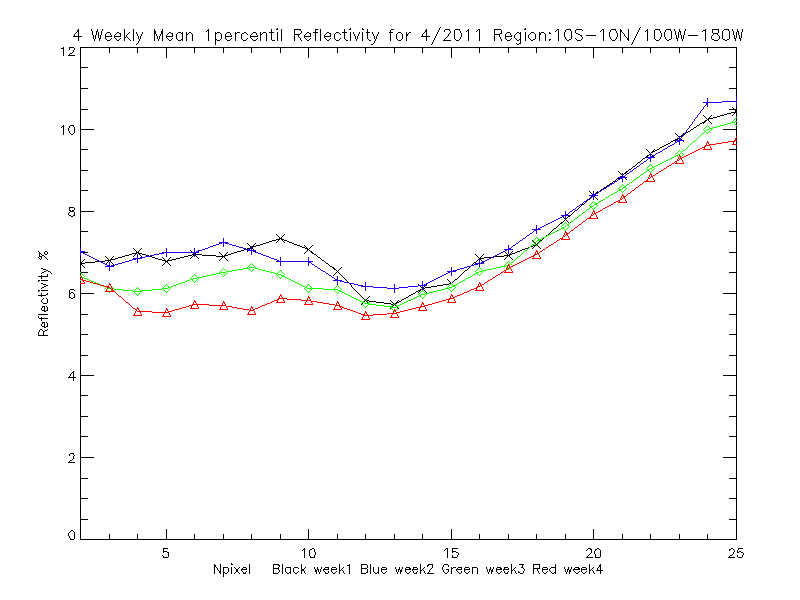 4 Weekly Mean 1percentil Reflectivity for 4/2011 Region:10S-10N/100W-180W
12
10
8
6
4
2
0
Reflectivity %
5 10 15 20 25
Npixel Black week1 Blue week2 Green week3 Red week4